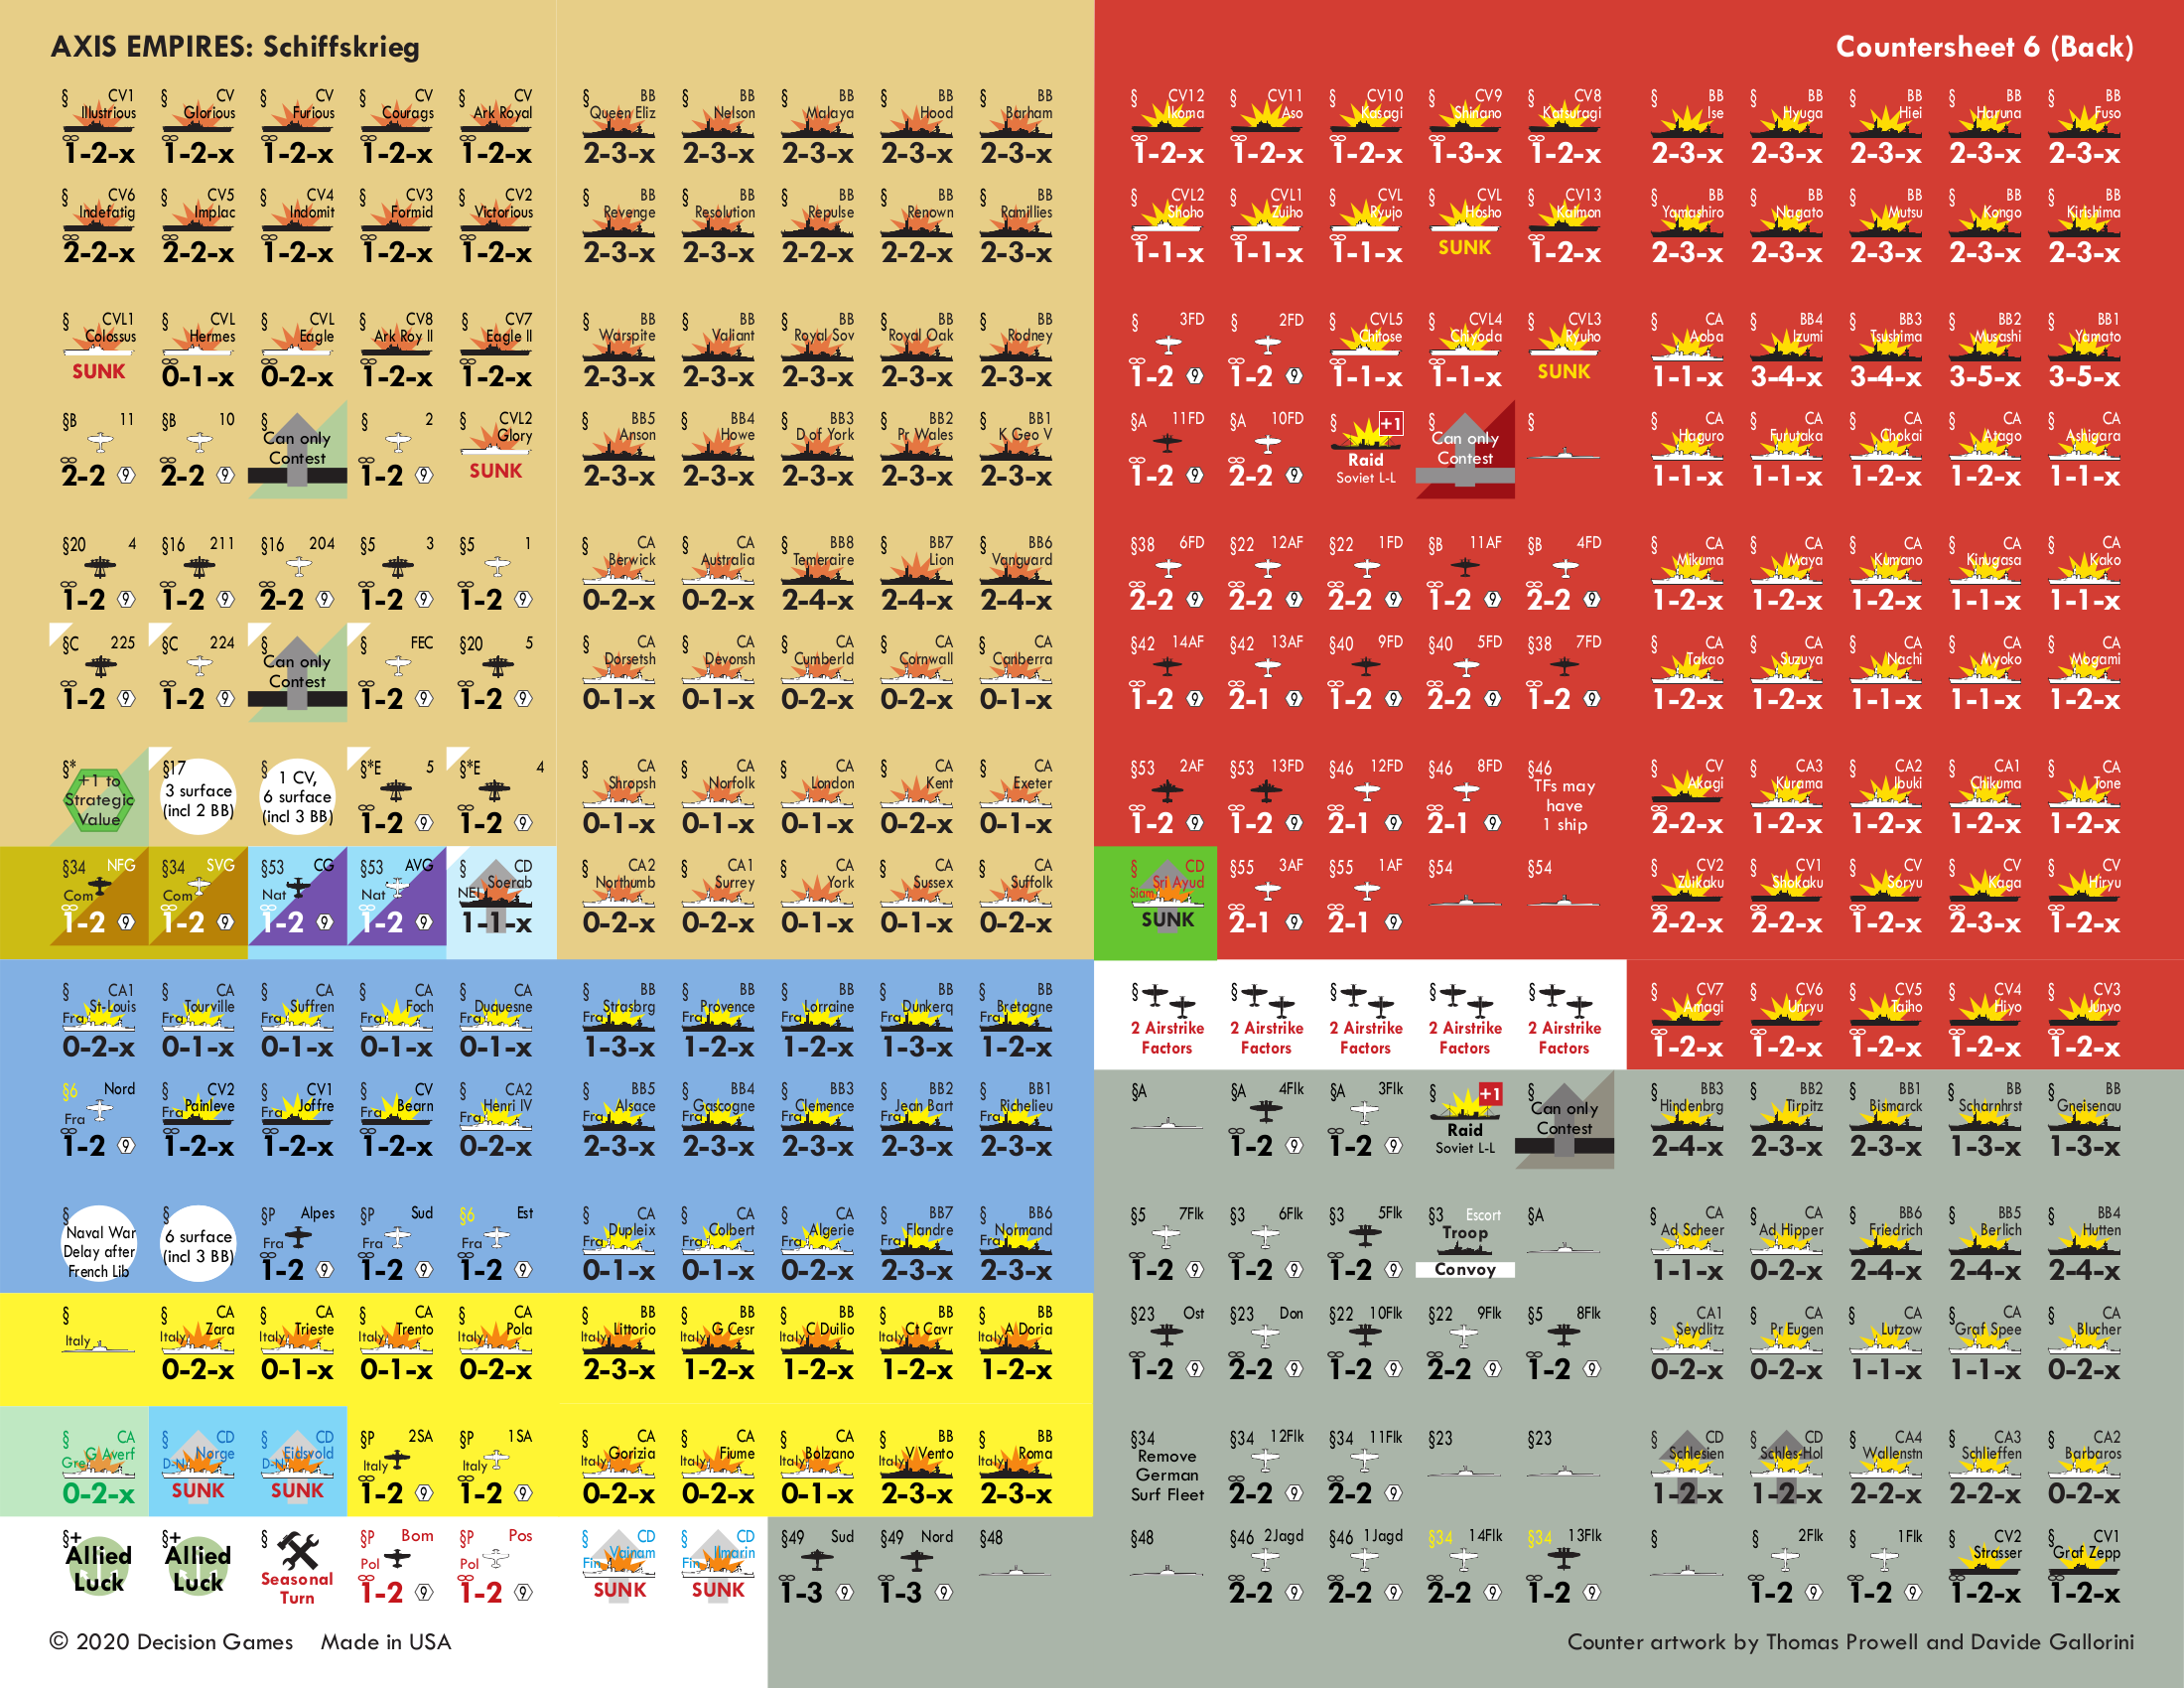 AXIS EMPIRES: Schiffskrieg
Countersheet 6 (Back)
§ CV1 § CV § CV § CV § CV § BB § BB § BB § BB § BB § CV12 § CV11 § CV10 § CV9 § CV8 § BB § BB § BB § BB § BB
Illustrious Glorious Furious Courags Ark Royal Queen Eliz Nelson Malaya Hood Barham Ikoma Aso Kasagi Shinano Katsuragi Ise Hyuga Hiei Haruna Fuso
1-2-x 1-2-x 1-2-x 1-2-x 1-2-x 2-3-x 2-3-x 2-3-x 2-3-x 2-3-x 1-2-x 1-2-x 1-2-x 1-3-x 1-2-x 2-3-x 2-3-x 2-3-x 2-3-x 2-3-x
§ CV6 § CV5 § CV4 § CV3 § CV2 § BB § BB § BB § BB § BB § CVL2 § CVL1 § CVL § CVL § CV13 § BB § BB § BB § BB § BB
Indefatig Implac Indomit Formid Victorious Revenge Resolution Repulse Renown Ramillies Shoho Zuiho Ryujo Hosho Kaimon Yamashiro Nagato Mutsu Kongo Kirishima
2-2-x 2-2-x 1-2-x 1-2-x 1-2-x 2-3-x 2-3-x 2-2-x 2-2-x 2-3-x 1-1-x 1-1-x 1-1-x SUNK 1-2-x 2-3-x 2-3-x 2-3-x 2-3-x 2-3-x
§ CVL1 § CVL § CVL § CV8 § CV7 § BB § BB § BB § BB § BB § 3FD § 2FD § CVL5 § CVL4 § CVL3 § CA § BB4 § BB3 § BB2 § BB1
Colossus Hermes Eagle Ark Roy II Eagle II Warspite Valiant Royal Sov Royal Oak Rodney Chitose Chiyoda Ryuho Aoba Izumi Tsushima Musashi Yamato
SUNK 0-1-x 0-2-x 1-2-x 1-2-x 2-3-x 2-3-x 2-3-x 2-3-x 2-3-x 1-2 9 1-2 9 1-1-x 1-1-x SUNK 1-1-x 3-4-x 3-4-x 3-5-x 3-5-x
§B 11 §B 10 § § 2 § CVL2 § BB5 § BB4 § BB3 § BB2 § BB1 §A 11FD §A 10FD § +1 § § § CA § CA § CA § CA § CA
Can only Glory Anson Howe D of York Pr Wales K Geo V Can only Haguro Furutaka Chokai Atago Ashigara
Contest Raid Contest
2-2 9 2-2 9 1-2 9 SUNK 2-3-x 2-3-x 2-3-x 2-3-x 2-3-x 1-2 9 2-2 9 Soviet L-L 1-1-x 1-1-x 1-2-x 1-2-x 1-1-x
§20 4 §16 211 §16 204 §5 3 §5 1 § CA § CA § BB8 § BB7 § BB6 §38 6FD §22 12AF §22 1FD §B 11AF §B 4FD § CA § CA § CA § CA § CA
Berwick Australia Temeraire Lion Vanguard Mikuma Maya Kumano Kinugasa Kako
1-2 9 1-2 9 2-2 9 1-2 9 1-2 9 0-2-x 0-2-x 2-4-x 2-4-x 2-4-x 2-2 9 2-2 9 2-2 9 1-2 9 2-2 9 1-2-x 1-2-x 1-2-x 1-1-x 1-1-x
§C 225 §C 224 § § FEC §20 5 § CA § CA § CA § CA § CA §42 14AF §42 13AF §40 9FD §40 5FD §38 7FD § CA § CA § CA § CA § CA
Can only Dorsetsh Devonsh Cumberld Cornwall Canberra Takao Suzuya Nachi Myoko Mogami
Contest
1-2 9 1-2 9 1-2 9 1-2 9 0-1-x 0-1-x 0-2-x 0-2-x 0-1-x 1-2 9 2-1 9 1-2 9 2-2 9 1-2 9 1-2-x 1-2-x 1-1-x 1-1-x 1-2-x
§* §17 § §*E 5 §*E 4 § CA § CA § CA § CA § CA §53 2AF §53 13FD §46 12FD §46 8FD §46 § CV § CA3 § CA2 § CA1 § CA
+1 to 3 surface 1 CV, Shropsh Norfolk London Kent Exeter TFs may Akagi Kurama Ibuki Chikuma Tone
Strategic (incl 2 BB) 6 surface have
Value (incl 3 BB) 1-2 9 1-2 9 0-1-x 0-1-x 0-1-x 0-2-x 0-1-x 1-2 9 1-2 9 2-1 9 2-1 9 1 ship 2-2-x 1-2-x 1-2-x 1-2-x 1-2-x
§34 NFG §34 SVG §53 CG §53 AVG § CD § CA2 § CA1 § CA § CA § CA § CD §55 3AF §55 1AF §54 §54 § CV2 § CV1 § CV § CV § CV
Com Com Nat Nat NEI Soerab Northumb Surrey York Sussex Suffolk Siam Sri Ayud Zuikaku Shokaku Soryu Kaga Hiryu
1-2 9 1-2 9 1-2 9 1-2 9 1-1-x 0-2-x 0-2-x 0-1-x 0-1-x 0-2-x SUNK 2-1 9 2-1 9 2-2-x 2-2-x 1-2-x 2-3-x 1-2-x
§ CA1 § CA § CA § CA § CA § BB § BB § BB § BB § BB § § § § § § CV7 § CV6 § CV5 § CV4 § CV3
Fra St-Louis Fra Tourville Fra Suffren Fra Foch Fra Duquesne Fra Strasbrg Fra Provence Fra Lorraine Fra Dunkerq Fra Bretagne 2 Airstrike 2 Airstrike 2 Airstrike 2 Airstrike 2 Airstrike Amagi Unryu Taiho Hiyo Junyo
0-2-x 0-1-x 0-1-x 0-1-x 0-1-x 1-3-x 1-2-x 1-2-x 1-3-x 1-2-x Factors Factors Factors Factors Factors 1-2-x 1-2-x 1-2-x 1-2-x 1-2-x
§6 Nord § CV2 § CV1 § CV § CA2 § BB5 § BB4 § BB3 § BB2 § BB1 §A §A 4Flk §A 3Flk § +1 § § BB3 § BB2 § BB1 § BB § BB
Fra Fra Painleve Fra Joffre Fra Bearn Fra Henri IV Fra Alsace Fra Gascogne Fra Clemence Fra Jean Bart Fra Richelieu Can only Hindenbrg Tirpitz Bismarck Scharnhrst Gneisenau
Raid Contest
1-2 9 1-2-x 1-2-x 1-2-x 0-2-x 2-3-x 2-3-x 2-3-x 2-3-x 2-3-x 1-2 9 1-2 9 Soviet L-L 2-4-x 2-3-x 2-3-x 1-3-x 1-3-x
§ § §P Alpes §P Sud §6 Est § CA § CA § CA § BB7 § BB6 §5 7Flk §3 6Flk §3 5Flk §3 Escort §A § CA § CA § BB6 § BB5 § BB4
Naval War 6 surface Fra Fra Fra Fra Dupleix Fra Colbert Fra Algerie Fra Flandre Fra Normand Troop Ad Scheer Ad Hipper Friedrich Berlich Hutten
Delay after (incl 3 BB)
French Lib 1-2 9 1-2 9 1-2 9 0-1-x 0-1-x 0-2-x 2-3-x 2-3-x 1-2 9 1-2 9 1-2 9 Convoy 1-1-x 0-2-x 2-4-x 2-4-x 2-4-x
§ § CA § CA § CA § CA § BB § BB § BB § BB § BB §23 Ost §23 Don §22 10Flk §22 9Flk §5 8Flk § CA1 § CA § CA § CA § CA
Italy Italy Zara Italy Trieste Italy Trento Italy Pola Italy Littorio Italy G Cesr Italy C Duilio Italy Ct Cavr Italy A Doria Seydlitz Pr Eugen Lutzow Graf Spee Blucher
0-2-x 0-1-x 0-1-x 0-2-x 2-3-x 1-2-x 1-2-x 1-2-x 1-2-x 1-2 9 2-2 9 1-2 9 2-2 9 1-2 9 0-2-x 0-2-x 1-1-x 1-1-x 0-2-x
§ CA § CD § CD §P 2SA §P 1SA § CA § CA § CA § BB § BB §34 §34 12Flk §34 11Flk §23 §23 § CD § CD § CA4 § CA3 § CA2
Gre G Averf D-N Norge D-N Eidsvold Italy Italy Italy Gorizia Italy Fiume Italy Bolzano Italy V Vento Italy Roma Remove Schlesien Schles-Hol Wallenstn Schlieffen Barbaros
German
0-2-x SUNK SUNK 1-2 9 1-2 9 0-2-x 0-2-x 0-1-x 2-3-x 2-3-x Surf Fleet 2-2 9 2-2 9 1-2-x 1-2-x 2-2-x 2-2-x 0-2-x
§+ §+ § §P Bom §P Pos § CD § CD §49 Sud §49 Nord §48 §48 §46 2Jagd §46 1Jagd §34 14Flk §34 13Flk § § 2Flk § 1Flk § CV2 § CV1
Allied Allied Seasonal Pol Pol Fin Vainam Fin Ilmarin Strasser Graf Zepp
Luck Luck Turn 1-2 9 1-2 9 SUNK SUNK 1-3 9 1-3 9 2-2 9 2-2 9 2-2 9 1-2 9 1-2 9 1-2 9 1-2-x 1-2-x
© 2020 Decision Games Made in USA
Counter artwork by Thomas Prowell and Davide Gallorini